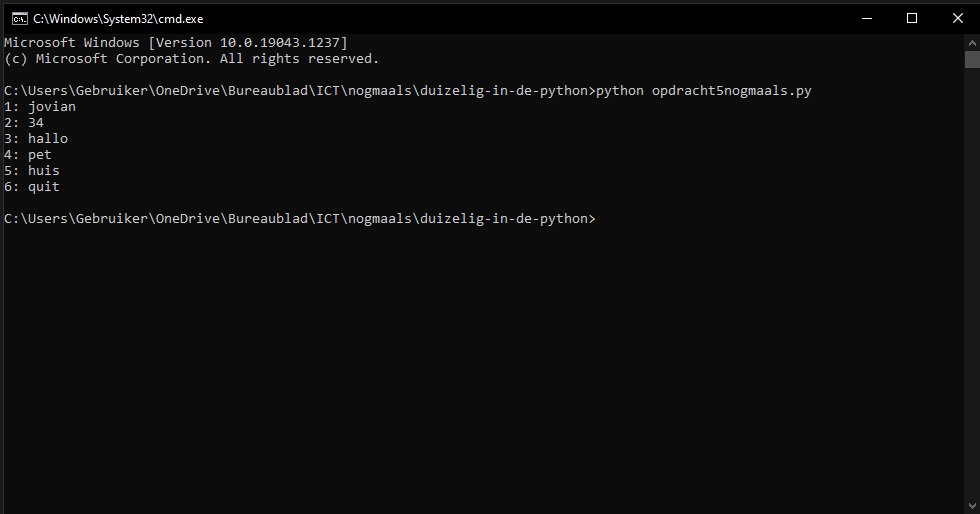 C:\Windows\System32\cmd.exe
Microsoft Windows [Version 10.0.19043.1237]
(c) Microsoft Corporation. All rights reserved.
C:\Users\Gebruiker\OneDrive\Bureaublad\ICT\nogmaals\duizelig-in-de-python>python opdracht5nogmaals.py
1: jovian
2: 34
3: hallo
4: pet
5: huis
6: quit
C:\Users\Gebruiker\OneDrive\Bureaublad\ICT\nogmaals\duizelig-in-de-python>